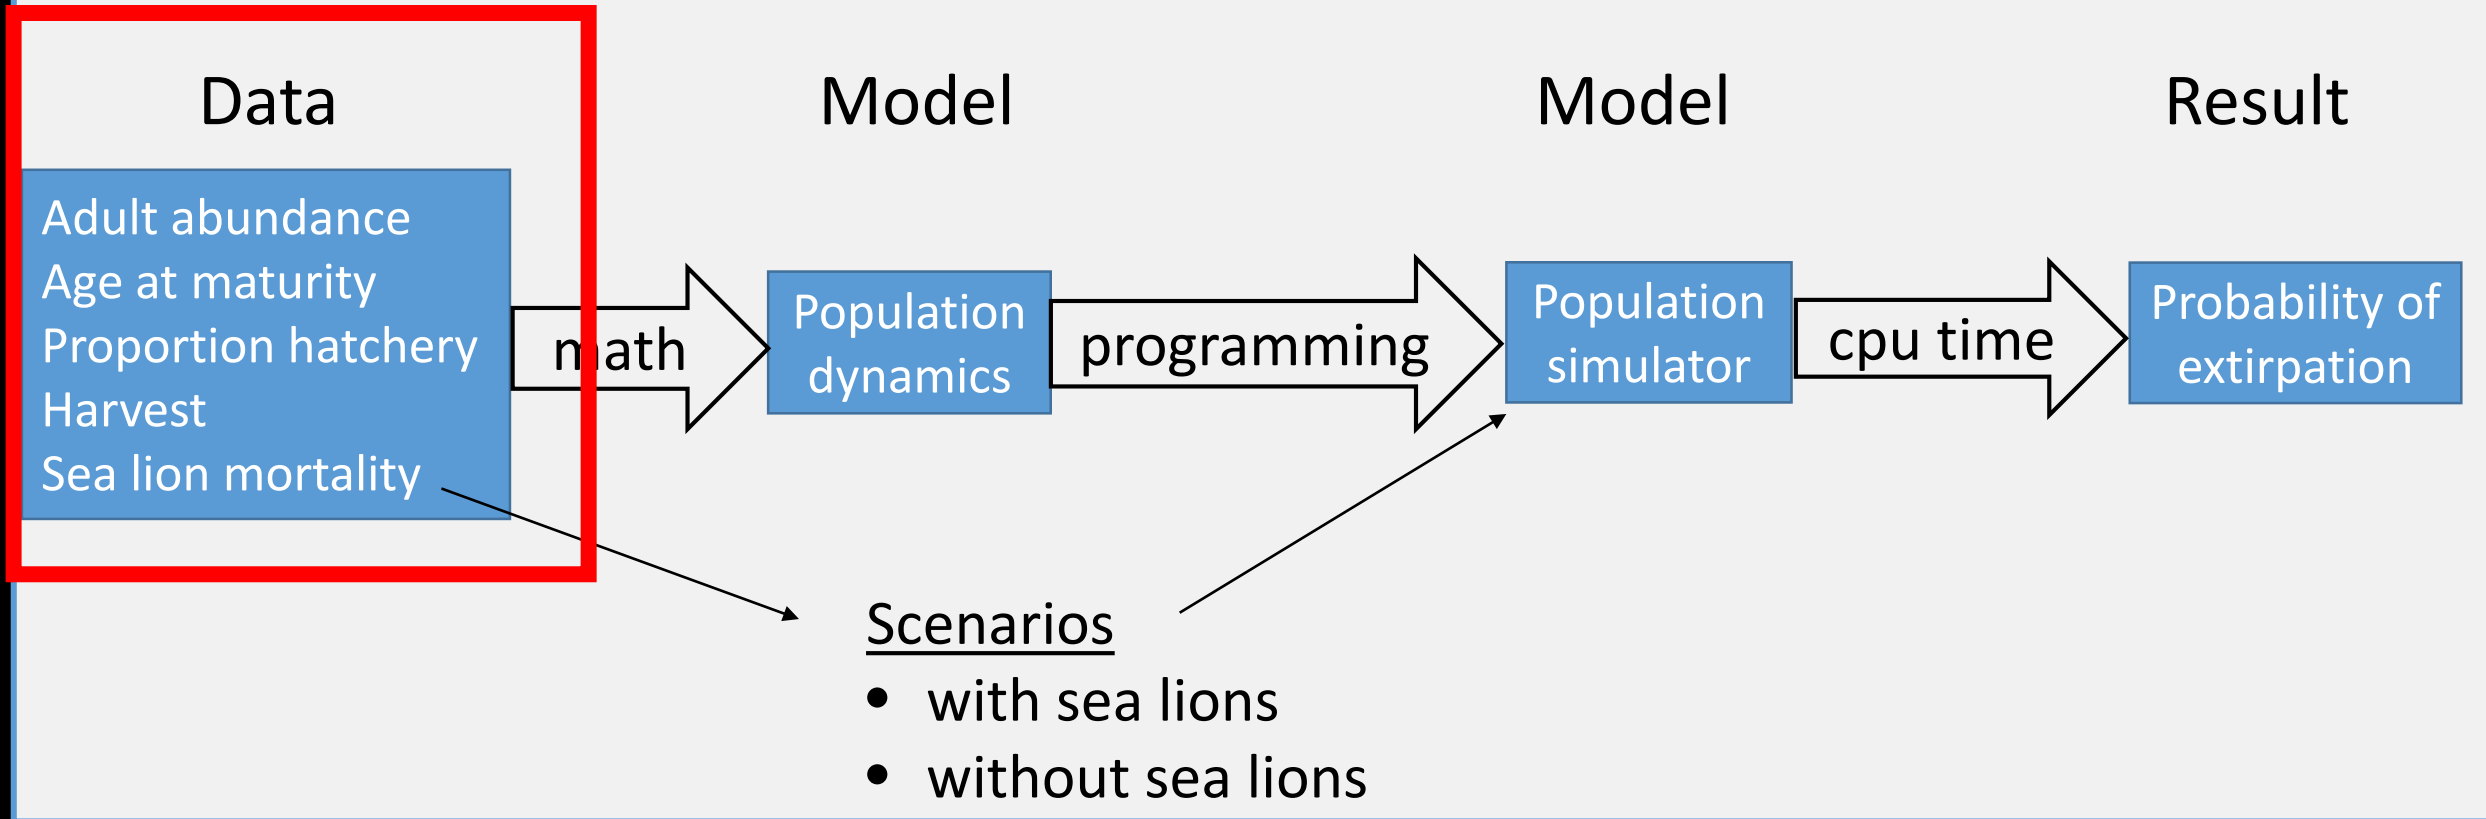 Data
Model
Model
Result
Adult abundance
Age at maturity
Proportion hatchery
Harvest
Sea lion mortality
math
Population
dynamics
programming
Population
simulator
cpu time
Probability of
extirpation
Scenarios
• with sea lions
• without sea lions